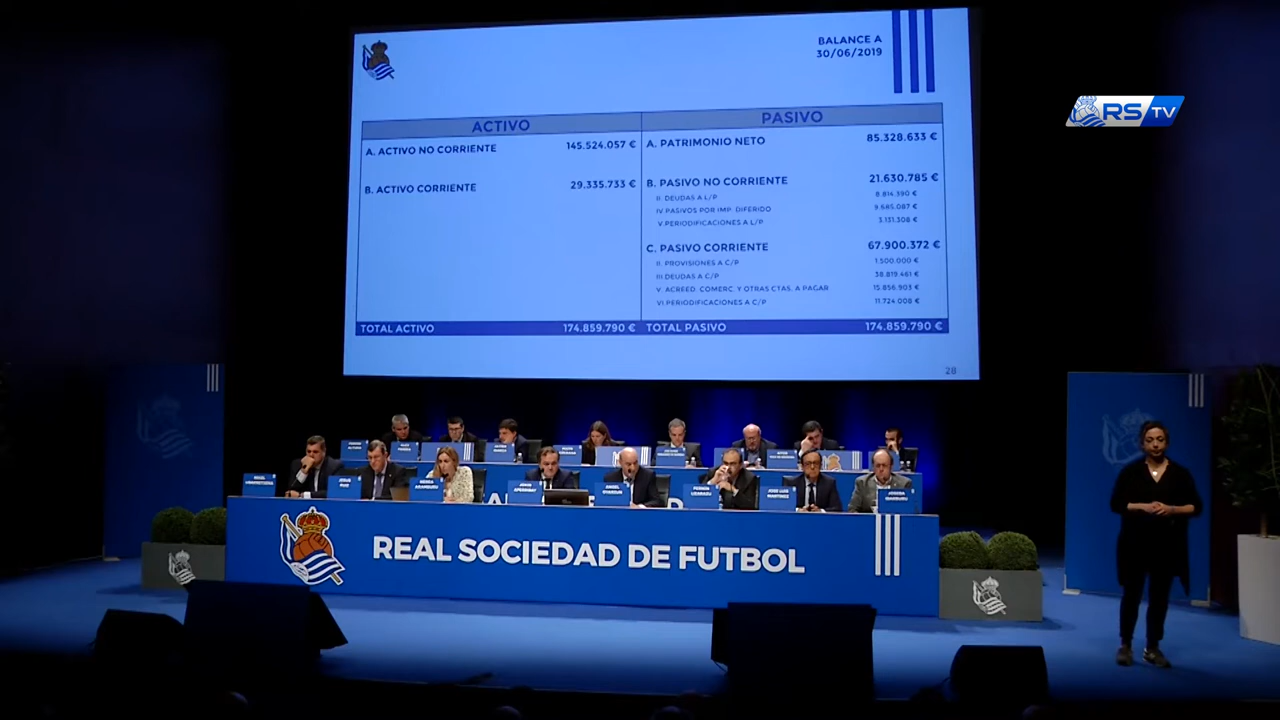 BALANCE A
30/06/2019
RS TV
ACTIVO
PASIVO
A. ACTIVO NO CORRIENTE 145.524.057 €
A. PATRIMONIO NETO 85.328.633 €
B. ACTIVO CORRIENTE 29.335.733 €
B. PASIVO NO CORRIENTE 21.630.785 €
II. DEUDAS A L/P 8.814.390 €
IV. PASIVOS POR IMP. DIFERIDO 9.685.087 €
V. PERIODIFICACIONES A L/P 3.131.308 €
C. PASIVO CORRIENTE 67.900.372 €
II. PROVISIONES A C/P 1.500.000 €
III. DEUDAS A C/P 38.819.461 €
V. ACREED. COMERC. Y OTRAS CTAS. A PAGAR 15.856.903 €
VI. PERIODIFICACIONES A C/P 11.724.008 €
TOTAL ACTIVO 174.859.790 €
TOTAL PASIVO 174.859.790 €
28
JOSE LUIS
MARTINEZ
REAL SOCIEDAD DE FUTBOL